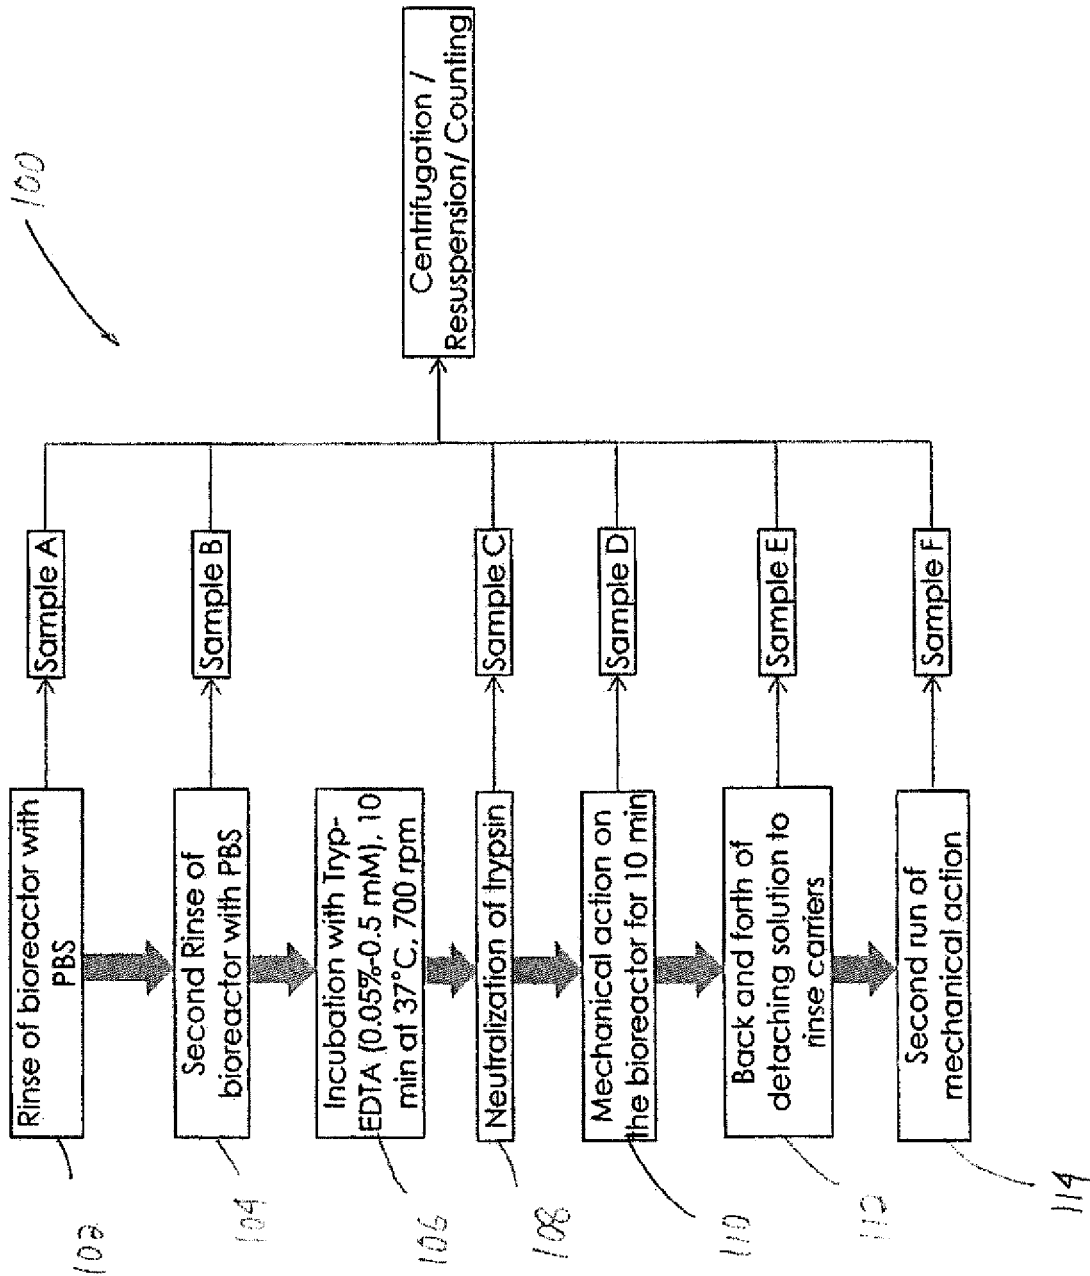 100
Rinse of bioreactor with
PBS
102
Sample A
Second Rinse of
bioreactor with PBS
104
Sample B
Incubation with Tryp-
EDTA (0.05%-0.5 mM), 10
min at 37°C, 700 rpm
106
Neutralization of trypsin
108
Sample C
Mechanical action on
the bioreactor for 10 min
110
Sample D
Back and forth of
detaching solution to
rinse carriers
112
Sample E
Second run of
mechanical action
114
Sample F
Centrifugation /
Resuspension/ Counting